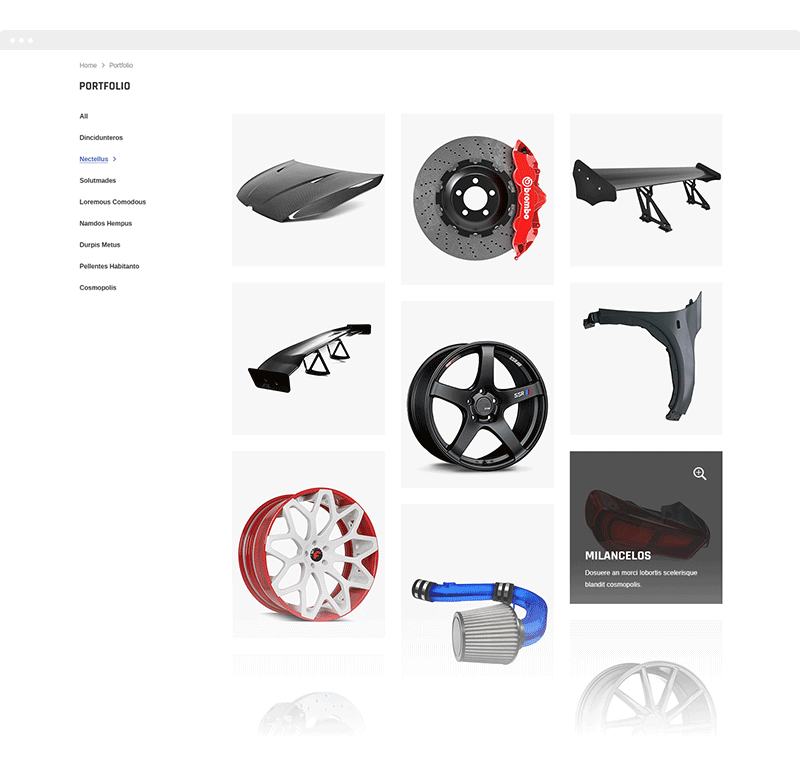 Home > Portfolio
PORTFOLIO
All
Dincidunteros
Nectellus >
Solutmades
Loremous Comodous
Namdos Hempus
Durpis Metus
Pellentes Habitanto
Cosmopolis
brembo
SSR
MILANCELOS
Dosuere an morci lobortis scelerisque
blandit cosmopolis.